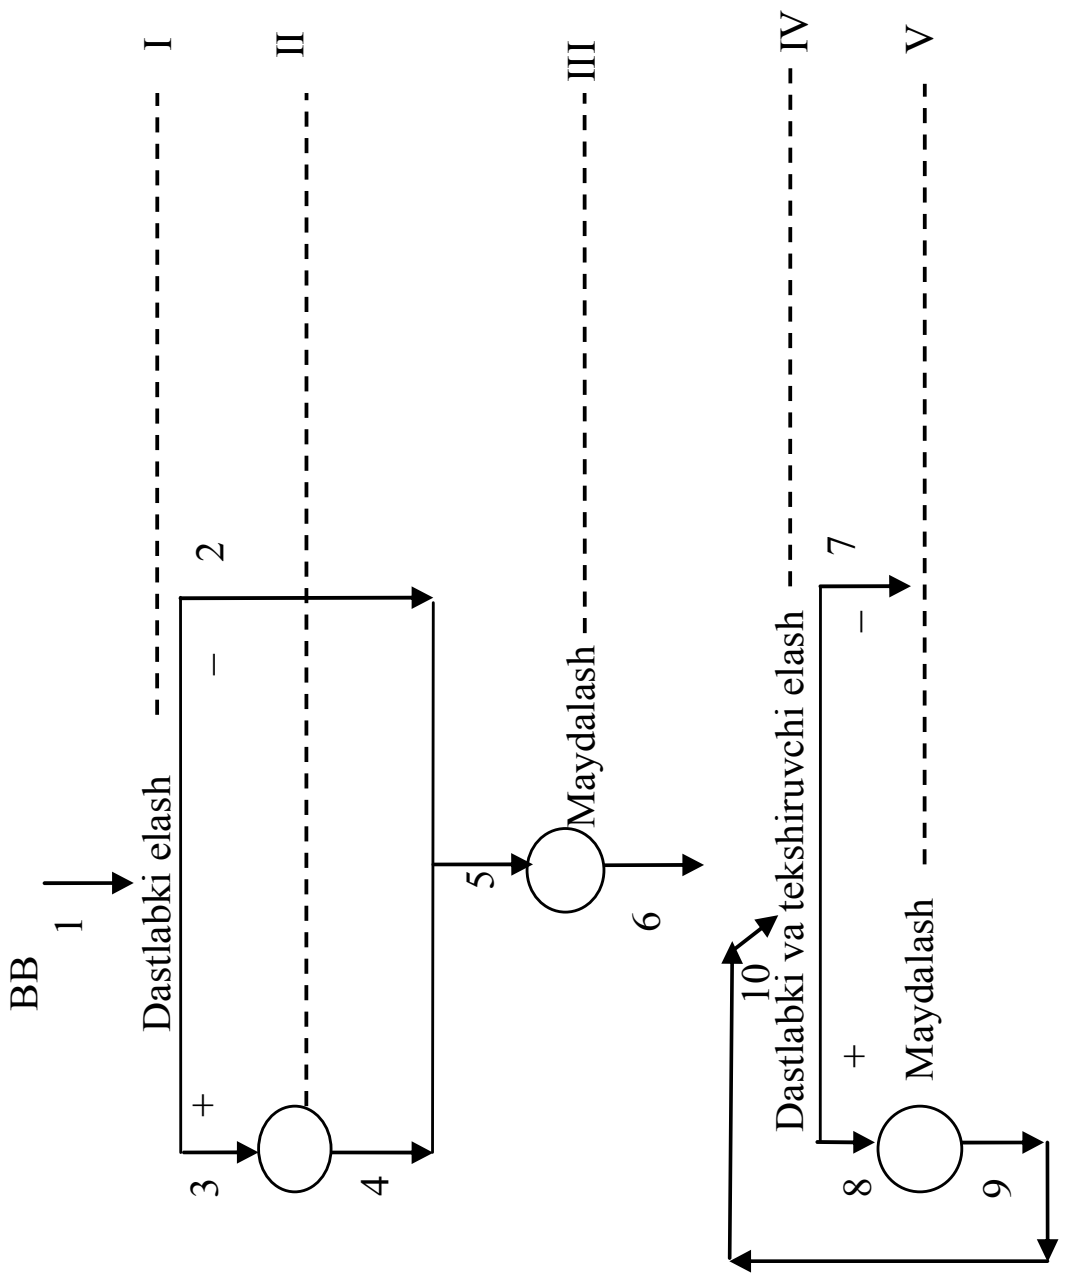 BB
1
Dastlabki elash I
3 + – 2
II
4
5
Maydalash III
6
10
Dastlabki va tekshiruvchi elash IV
8 + – 7
Maydalash V
9